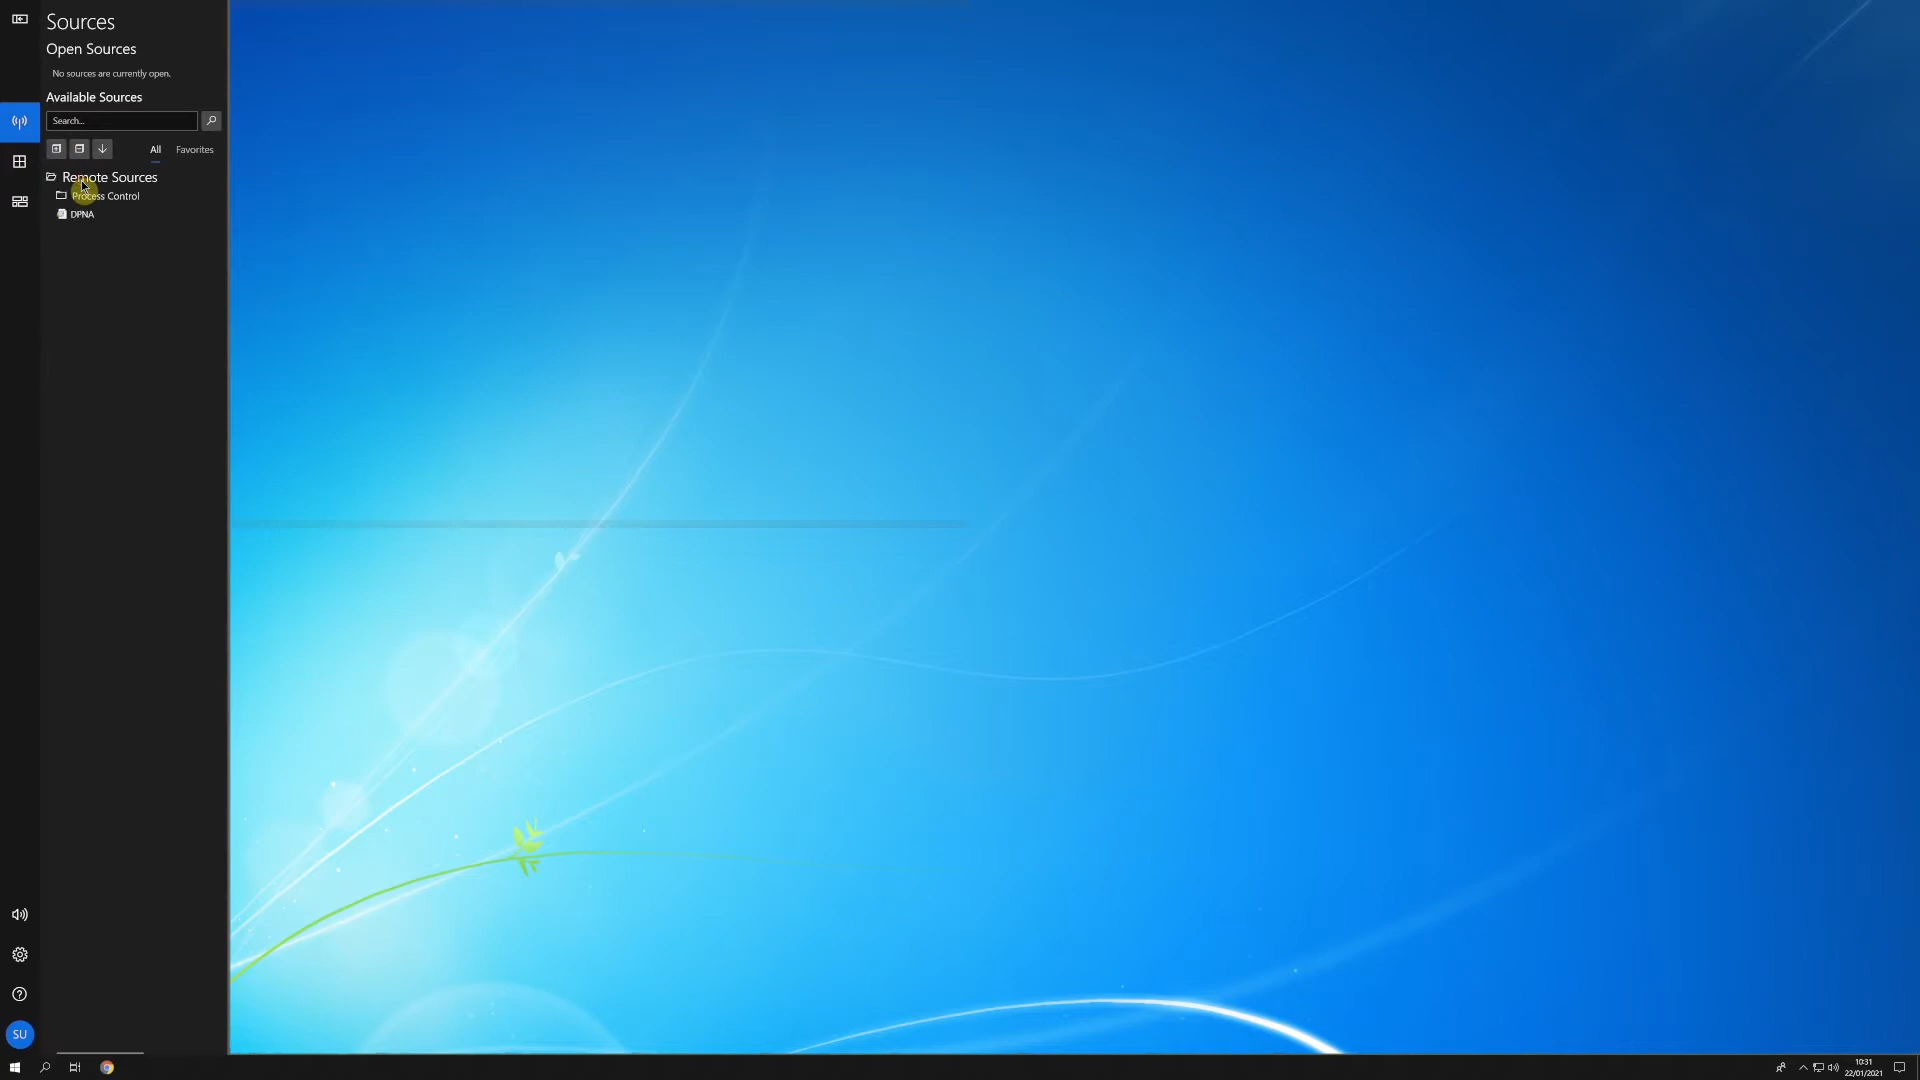 Sources
Open Sources
No sources are currently open.
Available Sources
Search...
All Favorites
Remote Sources
Process Control
DPNA
SU
10:31
22/01/2021